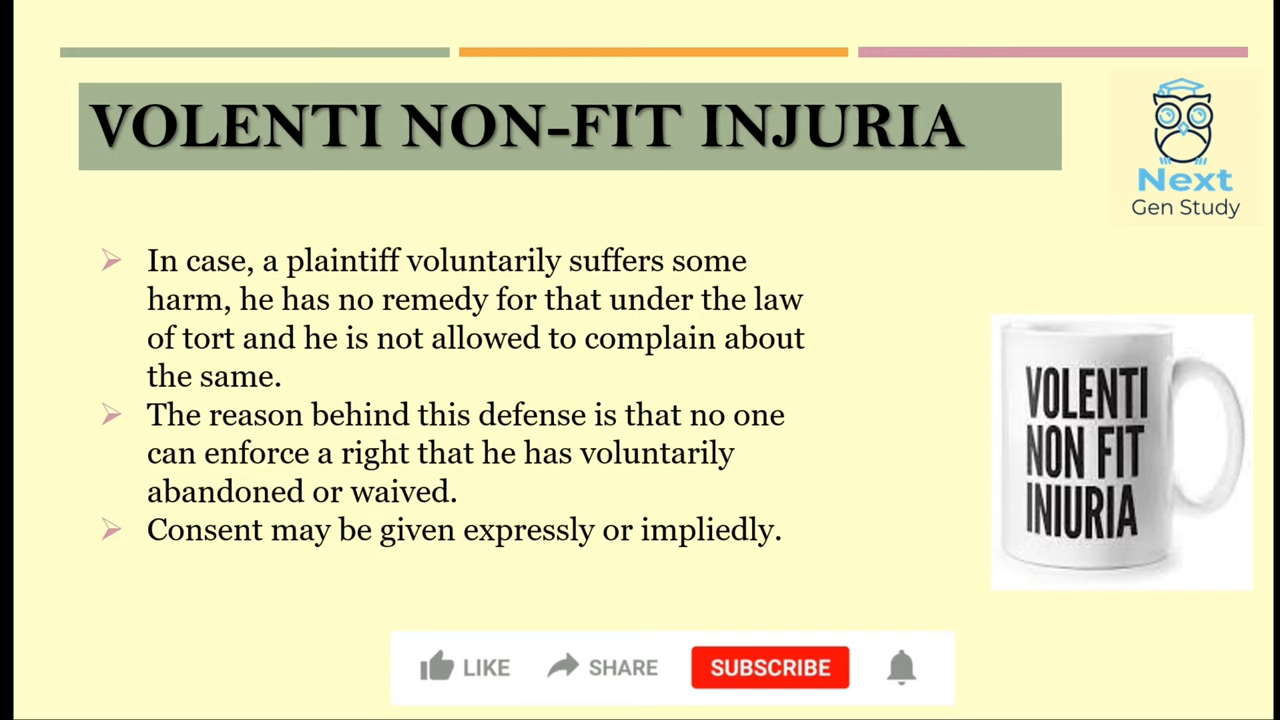 VOLENTI NON-FIT INJURIA
Next
Gen Study
In case, a plaintiff voluntarily suffers some
harm, he has no remedy for that under the law
of tort and he is not allowed to complain about
the same.
The reason behind this defense is that no one
can enforce a right that he has voluntarily
abandoned or waived.
Consent may be given expressly or impliedly.
VOLENTI
NON FIT
INIURIA
LIKE
SHARE
SUBSCRIBE